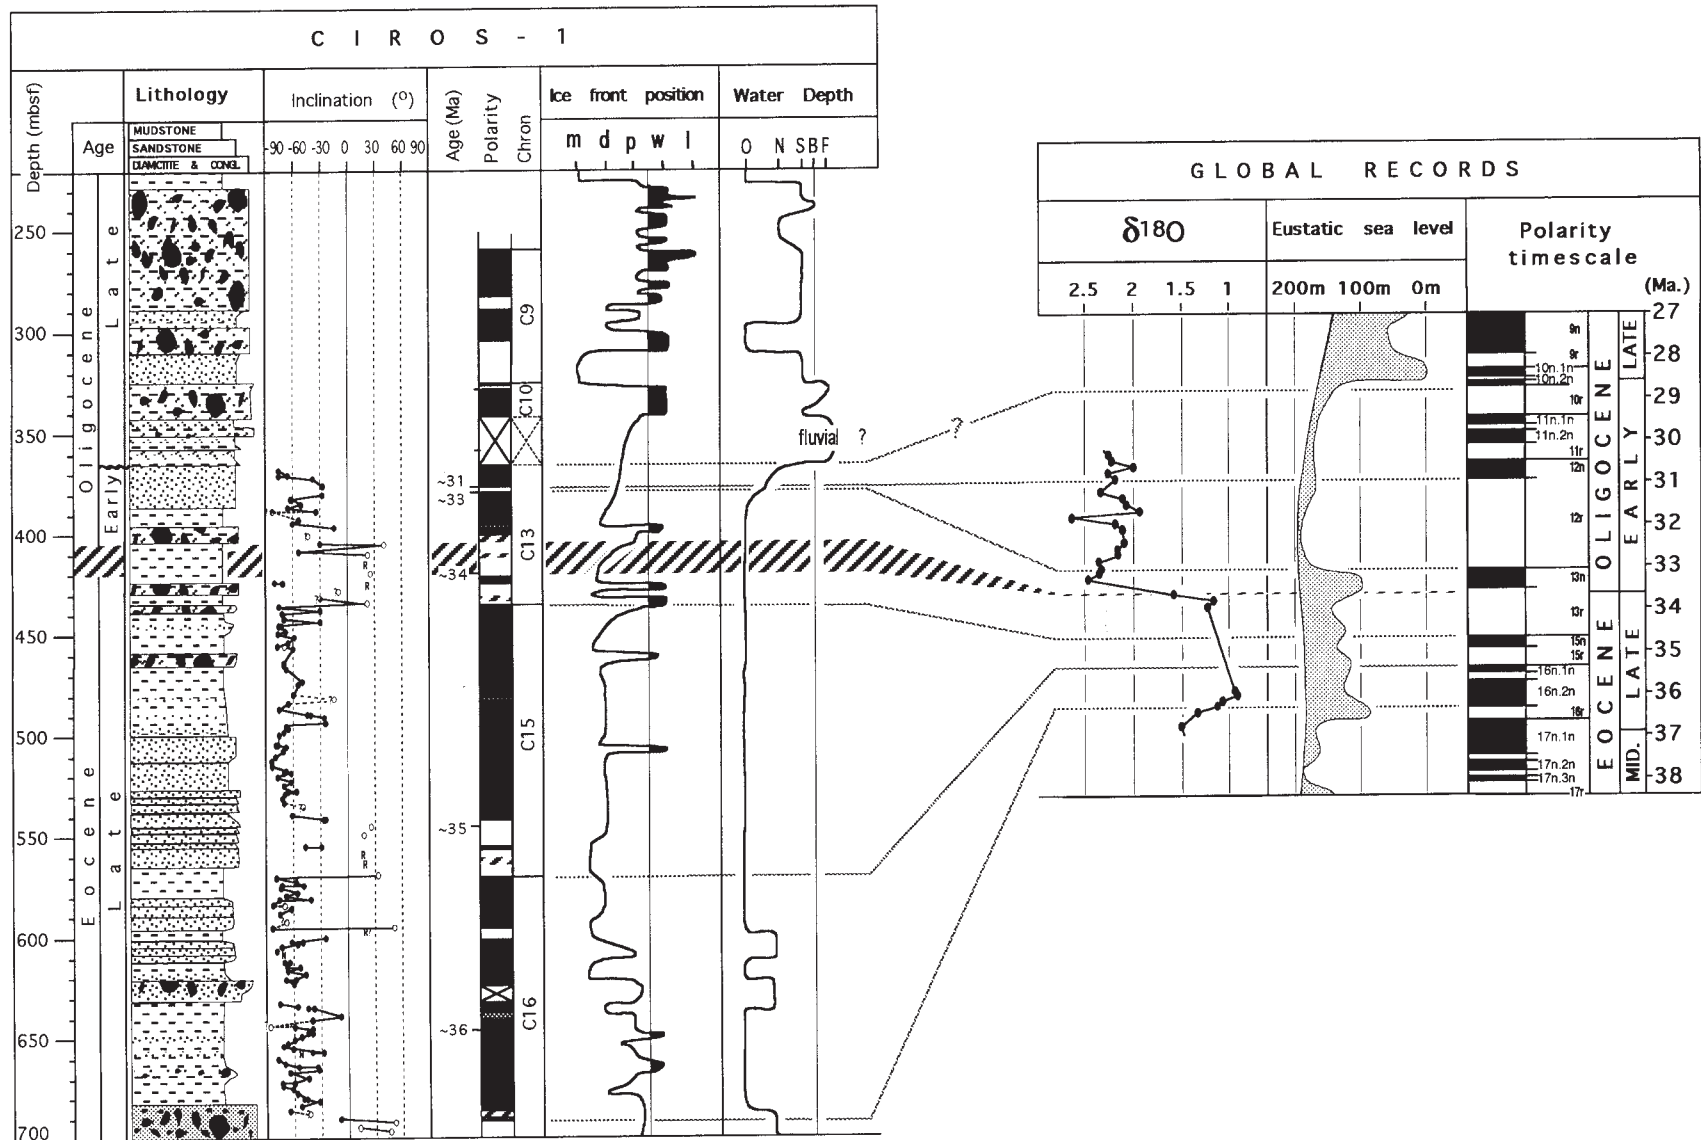 C I R O S - 1
Depth (mbsf)
Age
Lithology
MUDSTONE
SANDSTONE
DIAMICTITE & CONGL.
Inclination (o)
-90 -60 -30 0 30 60 90
Age (Ma)
Polarity
Chron
Ice front position
m d p w l
Water Depth
O N S B F
250
300
350
400
450
500
550
600
650
700
Oligocene
Late
Early
Eocene
Late
R
R
R
R
R?
~31
~33
~34
~35
~36
C9
C10
C13
C15
C16
fluvial ?
?
GLOBAL RECORDS
δ18O
2.5 2 1.5 1
Eustatic sea level
200m 100m 0m
Polarity
timescale
(Ma.)
9n
9r
10n.1n
10n.2n
10r
11n.1n
11n.2n
11r
12n
12r
13n
13r
15n
15r
16n.1n
16n.2n
16r
17n.1n
17n.2n
17n.3n
17r
OLIGOCENE
EOCENE
LATE
EARLY
LATE
MID.
27
28
29
30
31
32
33
34
35
36
37
38